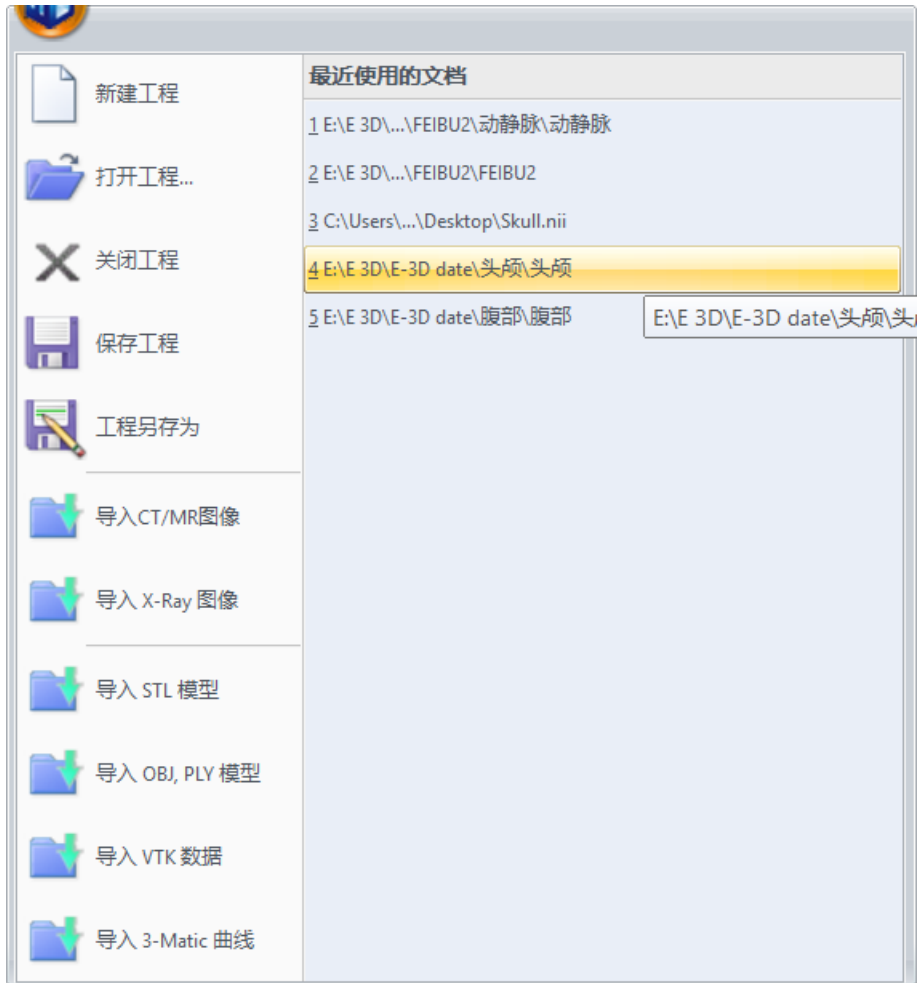 新建工程
打开工程...
关闭工程
保存工程
工程另存为
导入CT/MR图像
导入 X-Ray 图像
导入 STL 模型
导入 OBJ, PLY 模型
导入 VTK 数据
导入 3-Matic 曲线
最近使用的文档
1 E:\E 3D\...\FEIBU2\动静脉\动静脉
2 E:\E 3D\...\FEIBU2\FEIBU2
3 C:\Users\...\Desktop\Skull.nii
4 E:\E 3D\E-3D date\头颅\头颅
5 E:\E 3D\E-3D date\腹部\腹部
E:\E 3D\E-3D date\头颅\头